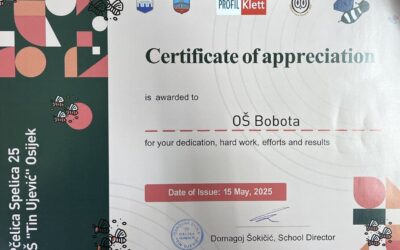 PROFIL Klett
Certificate of appreciation
is awarded to
OŠ Bobota
for your dedication, hard work, efforts and results
Date of Issue: 15 May, 2025
Domagoj Šokičić, School Director
Pčelica Spelica 25
OŠ "Tin Ujević" Osijek